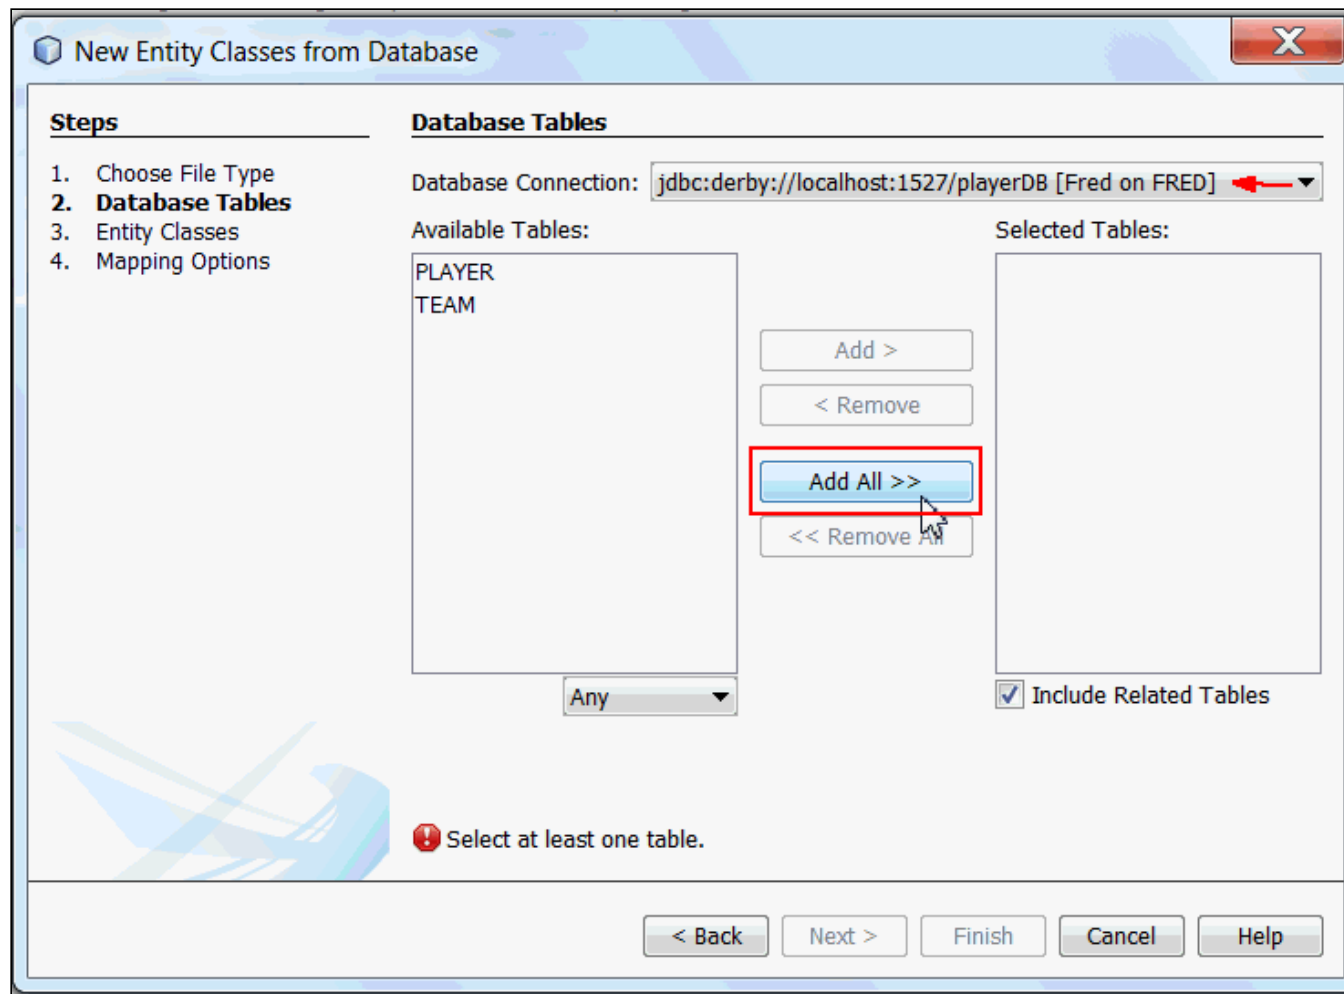 New Entity Classes from Database
Steps
1. Choose File Type
2. Database Tables
3. Entity Classes
4. Mapping Options
Database Tables
Database Connection: jdbc:derby://localhost:1527/playerDB [Fred on FRED]
Available Tables:
PLAYER
TEAM
Any
Add >
< Remove
Add All >>
<< Remove All
Selected Tables:
Include Related Tables
Select at least one table.
< Back Next > Finish Cancel Help